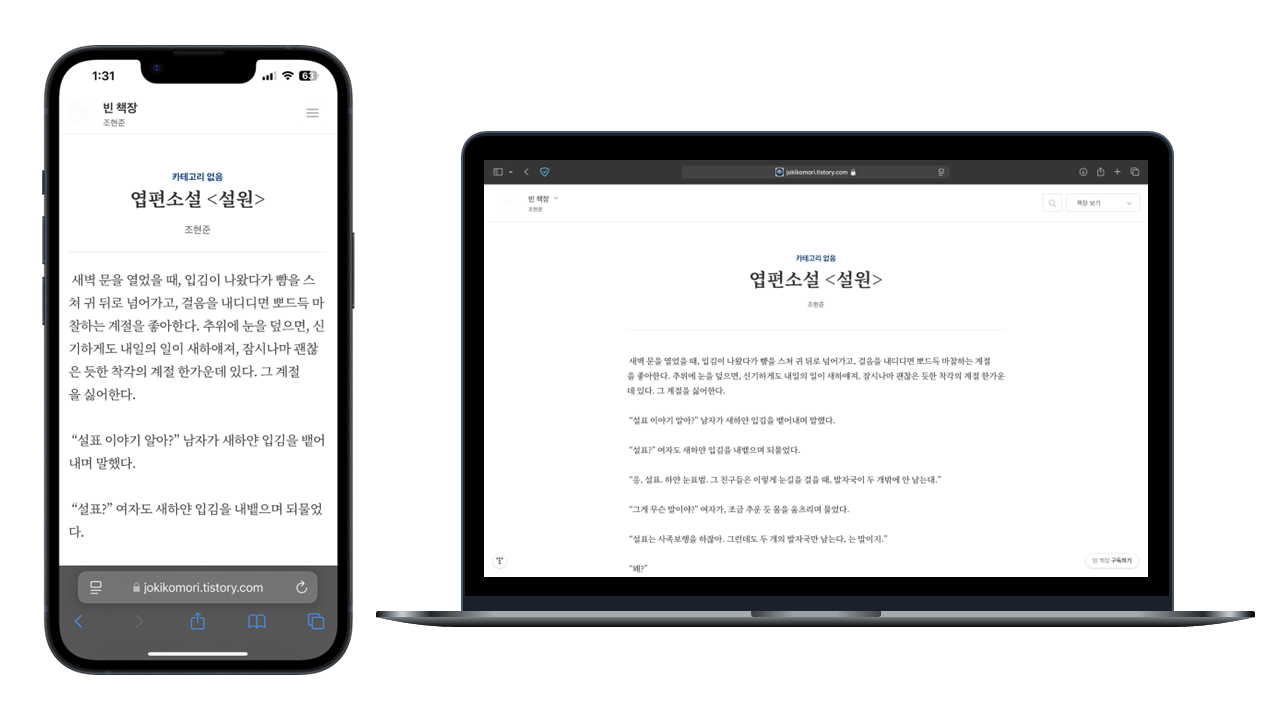 1:31
63
빈 책장
조현준
카테고리 없음
엽편소설 <설원>
조현준
새벽 문을 열었을 때, 입김이 나왔다가 뺨을 스
쳐 귀 뒤로 넘어가고, 걸음을 내디디면 뽀드득 마
찰하는 계절을 좋아한다. 추위에 눈을 덮으면, 신
기하게도 내일의 일이 새하얘져, 잠시나마 괜찮
은 듯한 착각의 계절 한가운데 있다. 그 계절
을 싫어한다.
“설표 이야기 알아?” 남자가 새하얀 입김을 뱉어
내며 말했다.
“설표?” 여자도 새하얀 입김을 내뱉으며 되물었
다.
jokikomori.tistory.com
jokikomori.tistory.com
빈 책장
조현준
책장 보기
카테고리 없음
엽편소설 <설원>
조현준
새벽 문을 열었을 때, 입김이 나왔다가 뺨을 스쳐 귀 뒤로 넘어가고, 걸음을 내디디면 뽀드득 마찰하는 계절
을 좋아한다. 추위에 눈을 덮으면, 신기하게도 내일의 일이 새하얘져, 잠시나마 괜찮은 듯한 착각의 계절 한가운
데 있다. 그 계절을 싫어한다.
“설표 이야기 알아?” 남자가 새하얀 입김을 뱉어내며 말했다.
“설표?” 여자도 새하얀 입김을 내뱉으며 되물었다.
“응, 설표. 하얀 눈표범. 그 친구들은 이렇게 눈길을 걸을 때, 발자국이 두 개밖에 안 남는대.”
“그게 무슨 말이야?” 여자가, 조금 추운 듯 몸을 움츠리며 물었다.
“설표는 사족보행을 하잖아. 그런데도 두 개의 발자국만 남는다, 는 말이지.”
“왜?”
빈 책장 구독하기